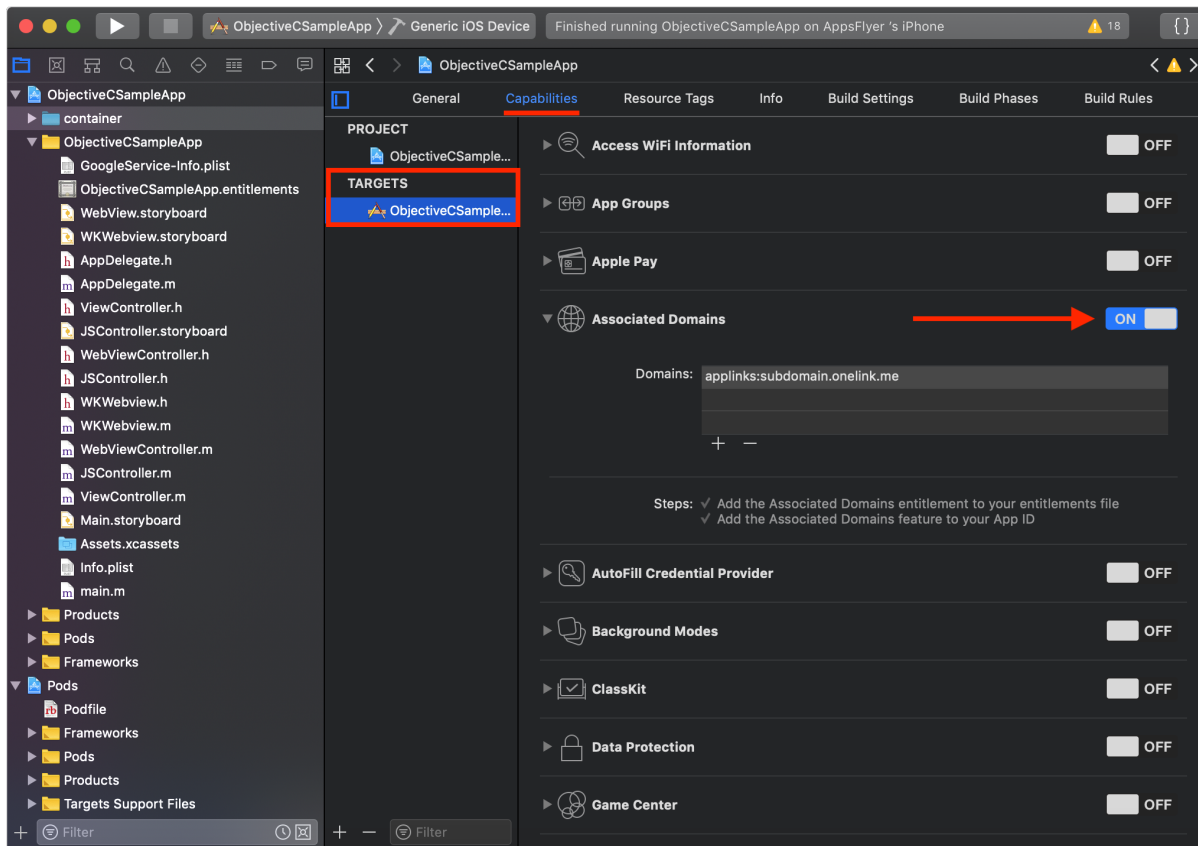 ObjectiveCSampleApp Generic iOS Device
Finished running ObjectiveCSampleApp on AppsFlyer 's iPhone
18
{}
ObjectiveCSampleApp
container
ObjectiveCSampleApp
GoogleService-Info.plist
ObjectiveCSampleApp.entitlements
WebView.storyboard
WKWebview.storyboard
h AppDelegate.h
m AppDelegate.m
h ViewController.h
JSController.storyboard
h WebViewController.h
h JSController.h
h WKWebview.h
m WKWebview.m
m WebViewController.m
m JSController.m
m ViewController.m
Main.storyboard
Assets.xcassets
Info.plist
m main.m
Products
Pods
Frameworks
Pods
rb Podfile
Frameworks
Pods
Products
Targets Support Files
Filter
ObjectiveCSampleApp
General Capabilities Resource Tags Info Build Settings Build Phases Build Rules
PROJECT
ObjectiveCSample...
TARGETS
ObjectiveCSample...
Filter
Access WiFi Information OFF
App Groups OFF
Apple Pay OFF
Associated Domains ON
Domains: applinks:subdomain.onelink.me
Steps: ✓ Add the Associated Domains entitlement to your entitlements file
✓ Add the Associated Domains feature to your App ID
AutoFill Credential Provider OFF
Background Modes OFF
ClassKit OFF
Data Protection OFF
Game Center OFF